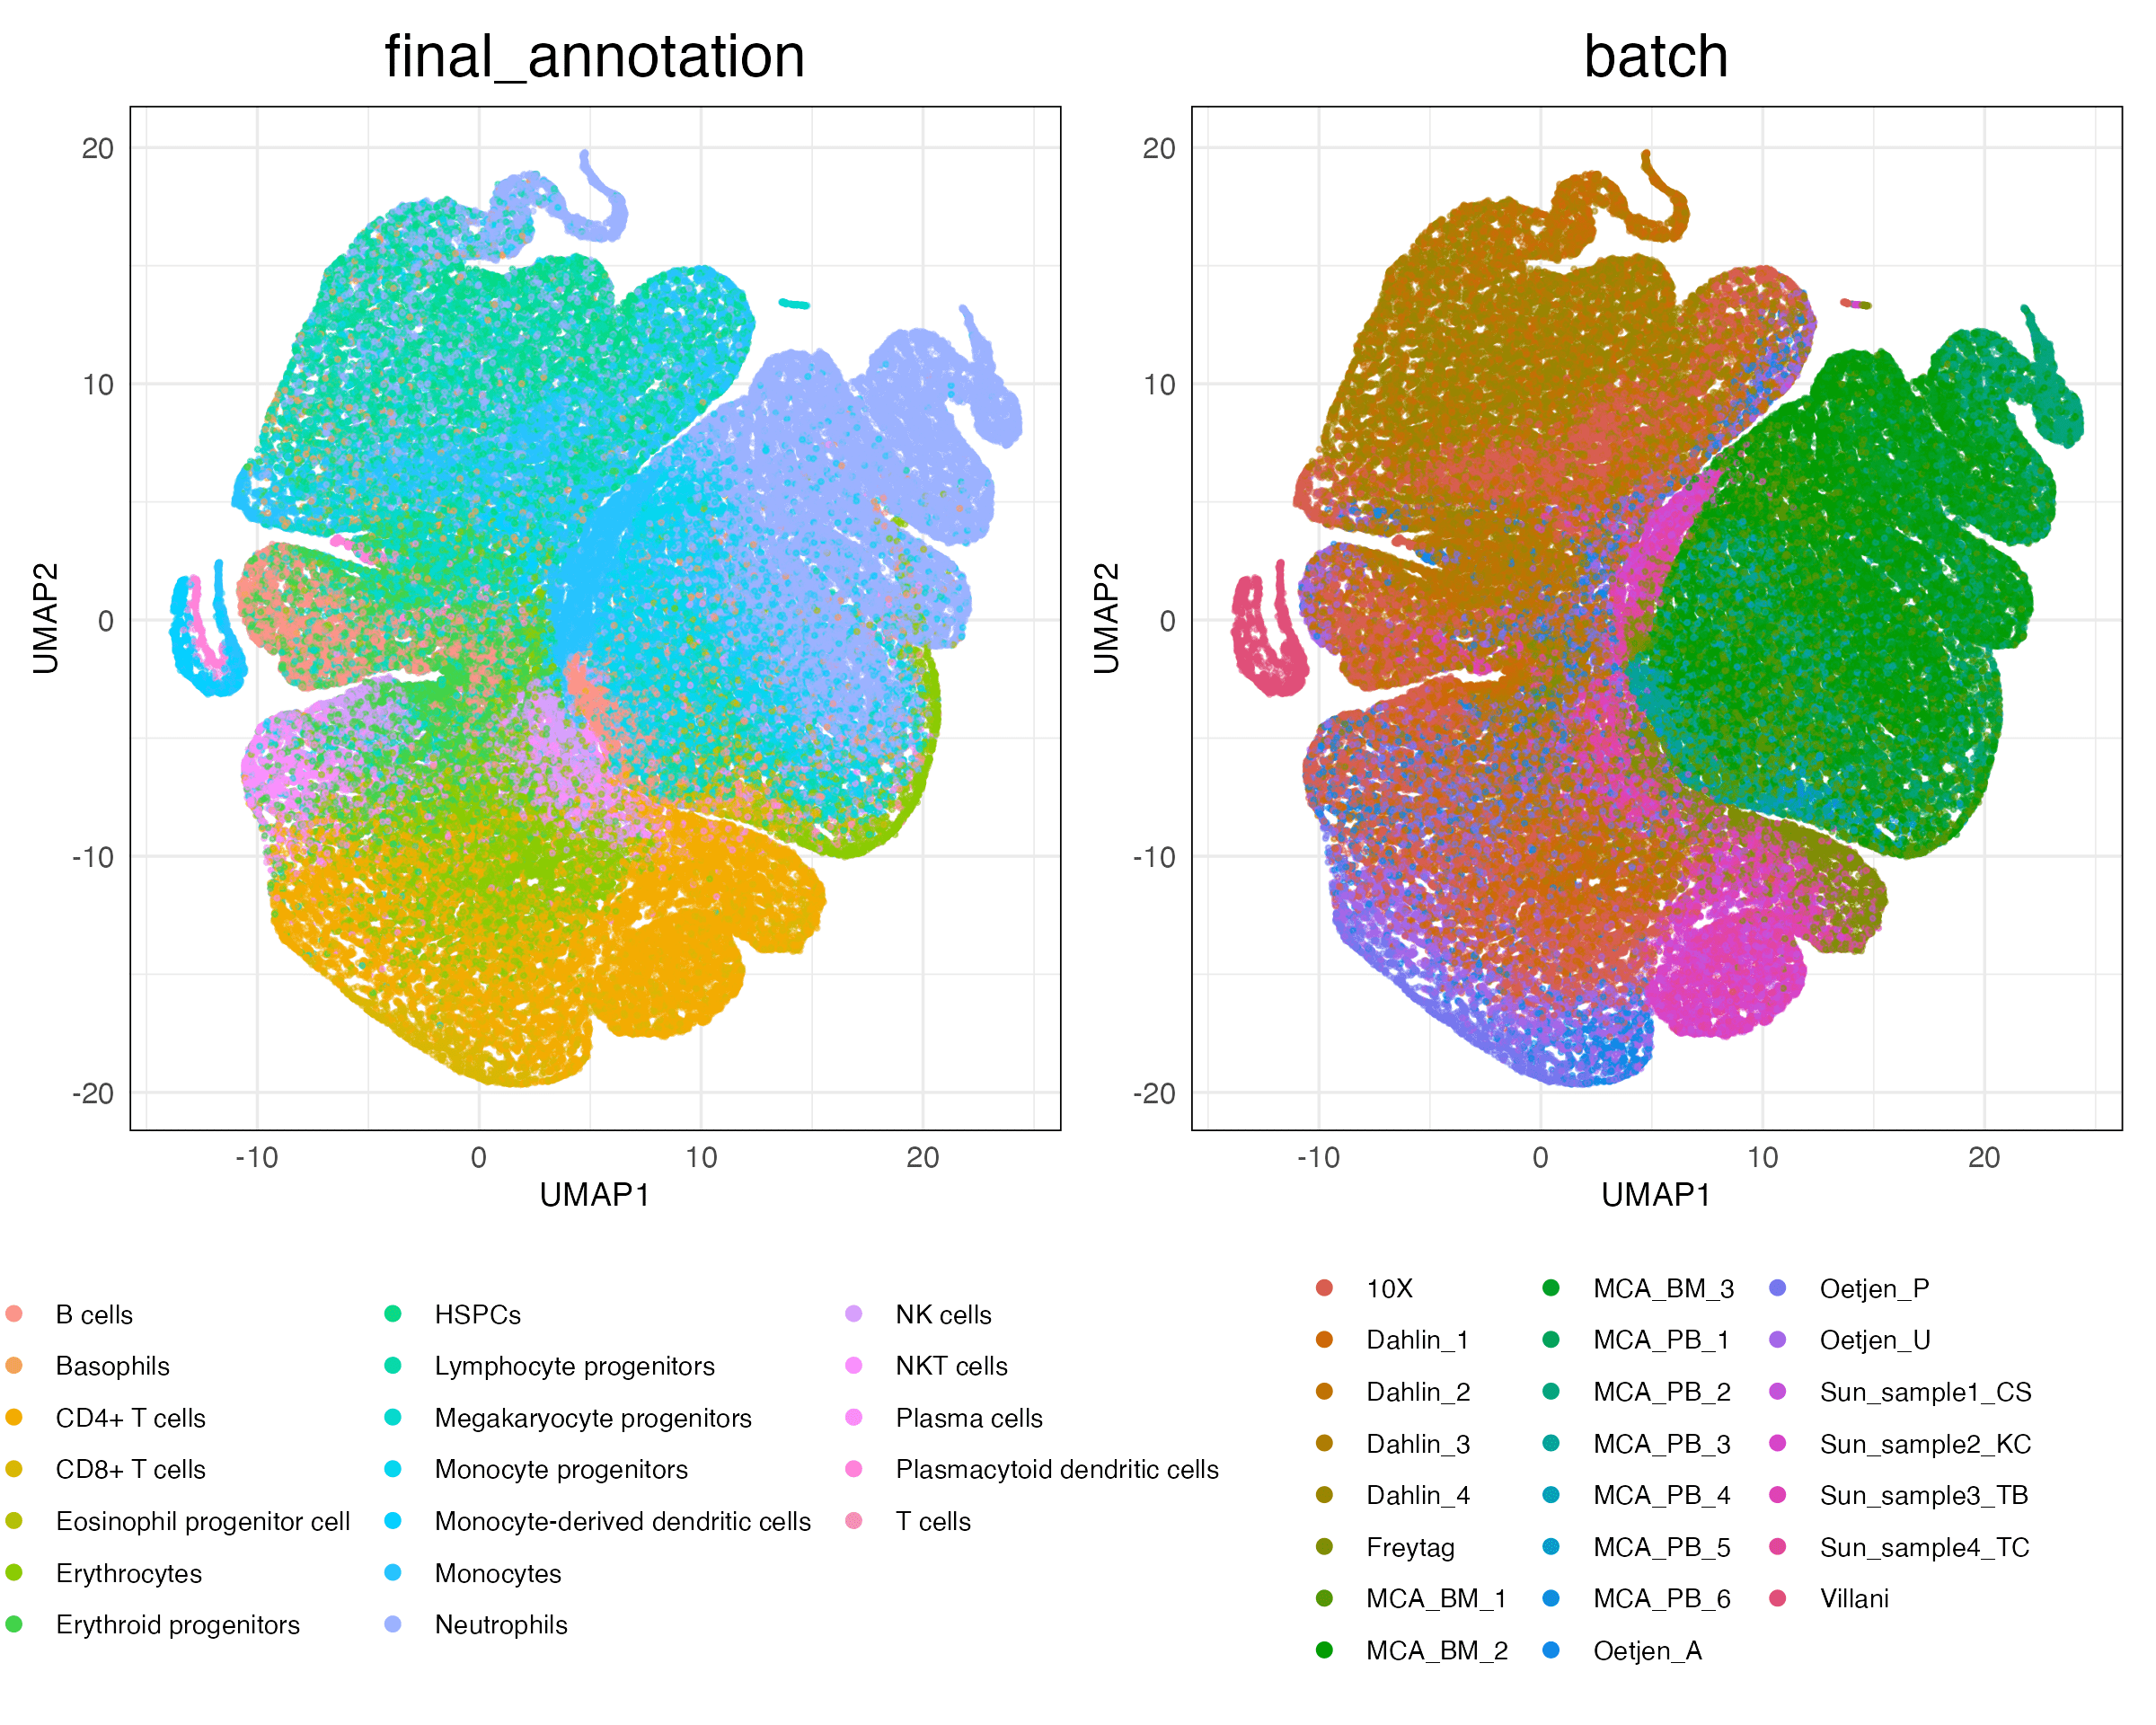 final_annotation
batch
20
10
0
-10
-20
UMAP2
-10 0 10 20
UMAP1
20
10
0
-10
-20
UMAP2
-10 0 10 20
UMAP1
B cells
Basophils
CD4+ T cells
CD8+ T cells
Eosinophil progenitor cell
Erythrocytes
Erythroid progenitors
HSPCs
Lymphocyte progenitors
Megakaryocyte progenitors
Monocyte progenitors
Monocyte-derived dendritic cells
Monocytes
Neutrophils
NK cells
NKT cells
Plasma cells
Plasmacytoid dendritic cells
T cells
10X
Dahlin_1
Dahlin_2
Dahlin_3
Dahlin_4
Freytag
MCA_BM_1
MCA_BM_2
MCA_BM_3
MCA_PB_1
MCA_PB_2
MCA_PB_3
MCA_PB_4
MCA_PB_5
MCA_PB_6
Oetjen_A
Oetjen_P
Oetjen_U
Sun_sample1_CS
Sun_sample2_KC
Sun_sample3_TB
Sun_sample4_TC
Villani